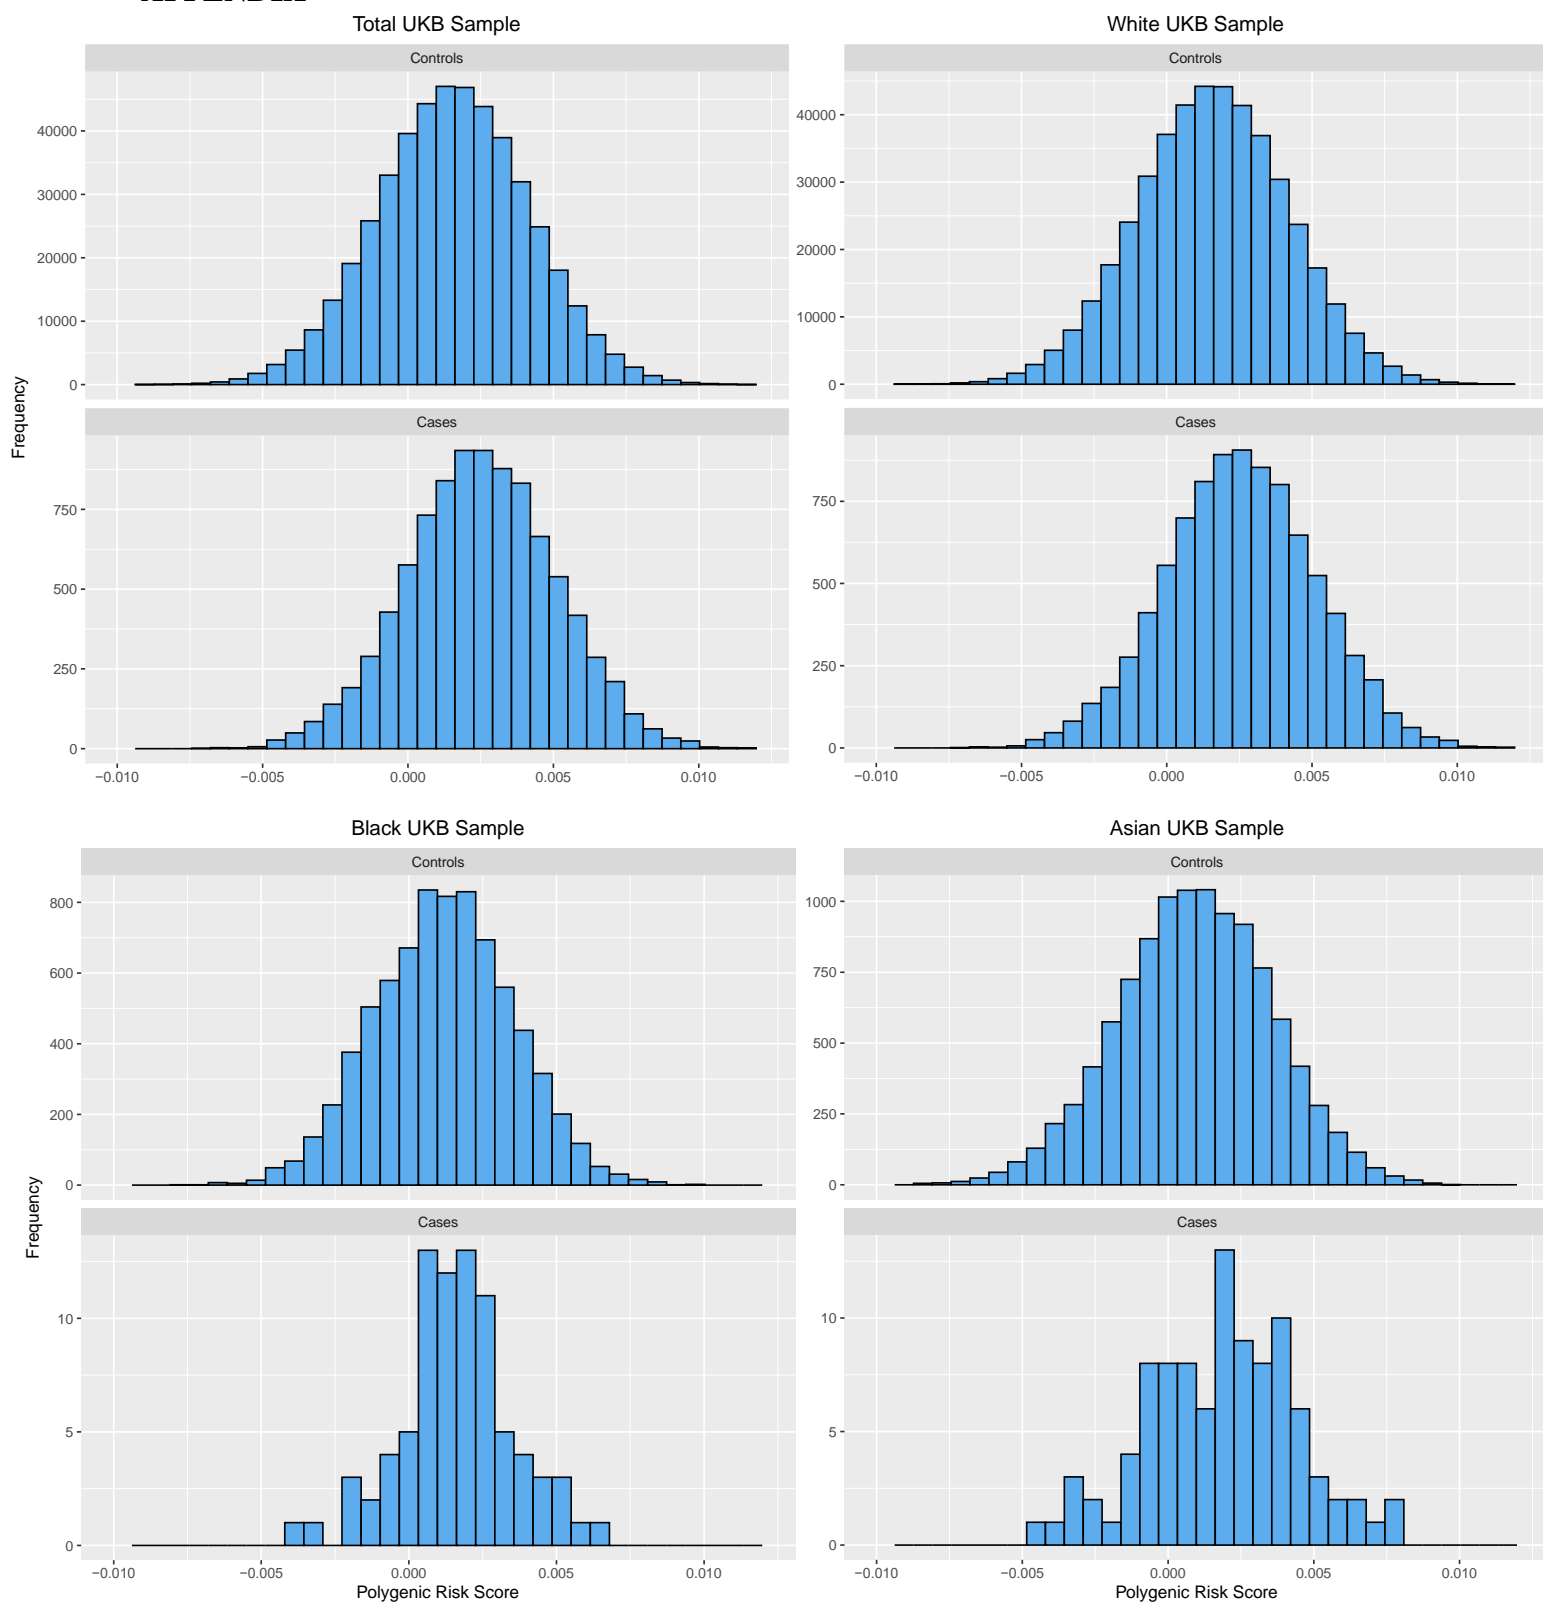 APPENDIX
Total UKB Sample
White UKB Sample
Controls
Controls
40000
30000
20000
10000
0
40000
30000
20000
10000
0
Frequency
Cases
Cases
750
500
250
0
750
500
250
0
−0.010 −0.005 0.000 0.005 0.010
−0.010 −0.005 0.000 0.005 0.010
Black UKB Sample
Asian UKB Sample
Controls
Controls
800
600
400
200
0
1000
750
500
250
0
Frequency
Cases
Cases
10
5
0
10
5
0
−0.010 −0.005 0.000 0.005 0.010
−0.010 −0.005 0.000 0.005 0.010
Polygenic Risk Score
Polygenic Risk Score